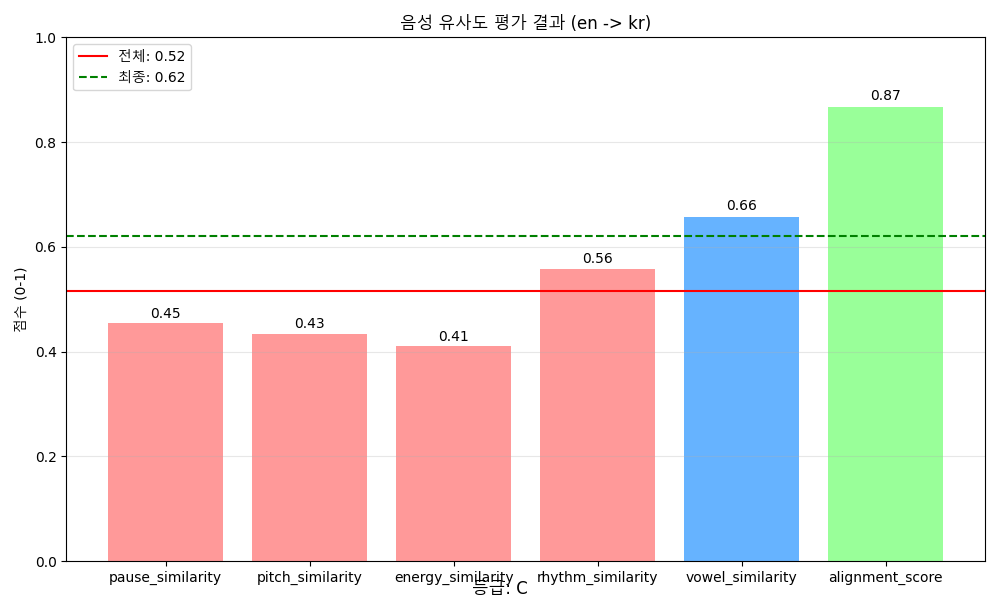 음성 유사도 평가 결과 (en -> kr)
전체: 0.52
최종: 0.62
점수 (0-1)
1.0
0.8
0.6
0.4
0.2
0.0
0.45
0.43
0.41
0.56
0.66
0.87
pause_similarity
pitch_similarity
energy_similarity
rhythm_similarity
vowel_similarity
alignment_score
등급: C